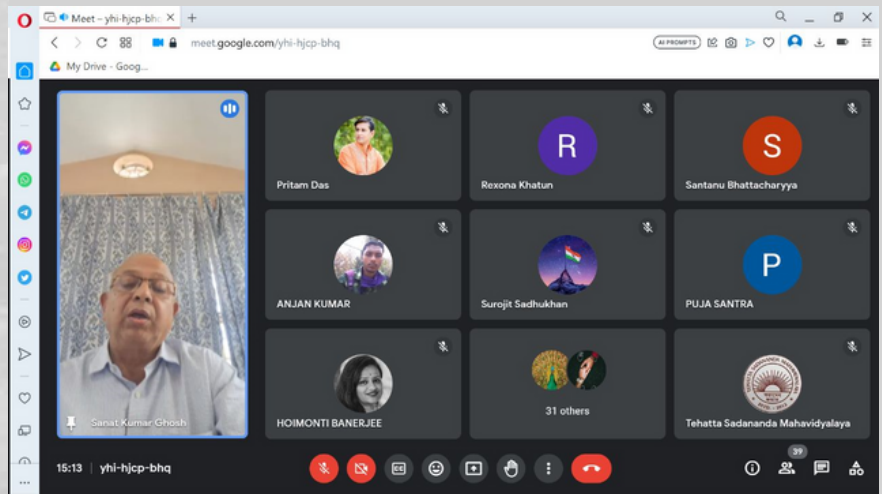 Meet – yhi-hjcp-bh
meet.google.com/yhi-hjcp-bhq
AI PROMPTS
My Drive - Goog...
Pritam Das
R
Rexona Khatun
S
Santanu Bhattacharyya
ANJAN KUMAR
Surojit Sadhukhan
P
PUJA SANTRA
Sanat Kumar Ghosh
HOIMONTI BANERJEE
31 others
Tehatta Sadananda Mahavidyalaya
15:13 | yhi-hjcp-bhq
CC
39